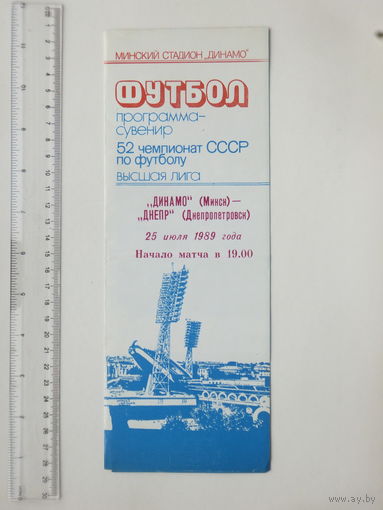 МИНСКИЙ СТАДИОН „ДИНАМО“
ФУТБОЛ
программа-
сувенир
52 чемпионат СССР
по футболу
высшая лига
„ДИНАМО“ (Минск)—
„ДНЕПР“ (Днепропетровск)
25 июля 1989 года
Начало матча в 19.00
www.ay.by